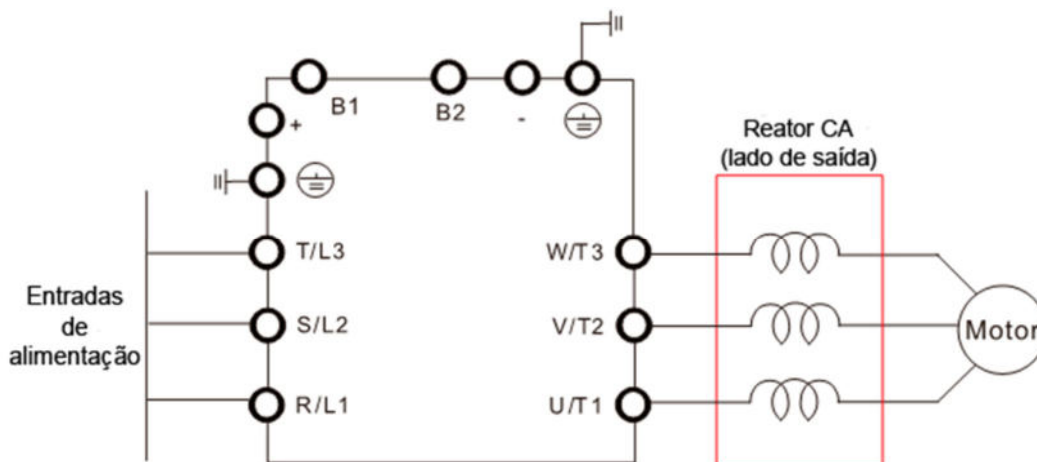 B1
B2
-
+
Reator CA
(lado de saída)
T/L3
W/T3
Entradas
de
alimentação
S/L2
V/T2
Motor
R/L1
U/T1